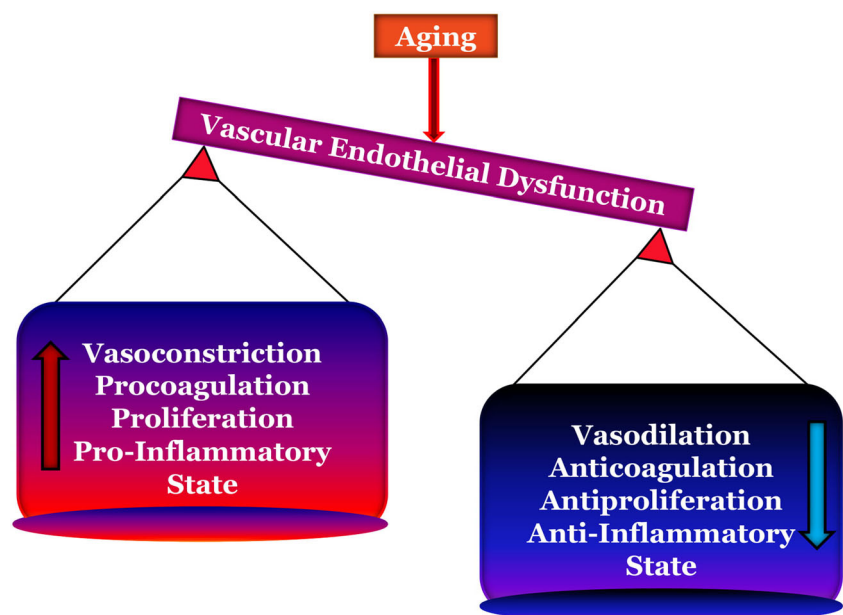 Aging
Vascular Endothelial Dysfunction
Vasoconstriction
Procoagulation
Proliferation
Pro-Inflammatory
State
Vasodilation
Anticoagulation
Antiproliferation
Anti-Inflammatory
State